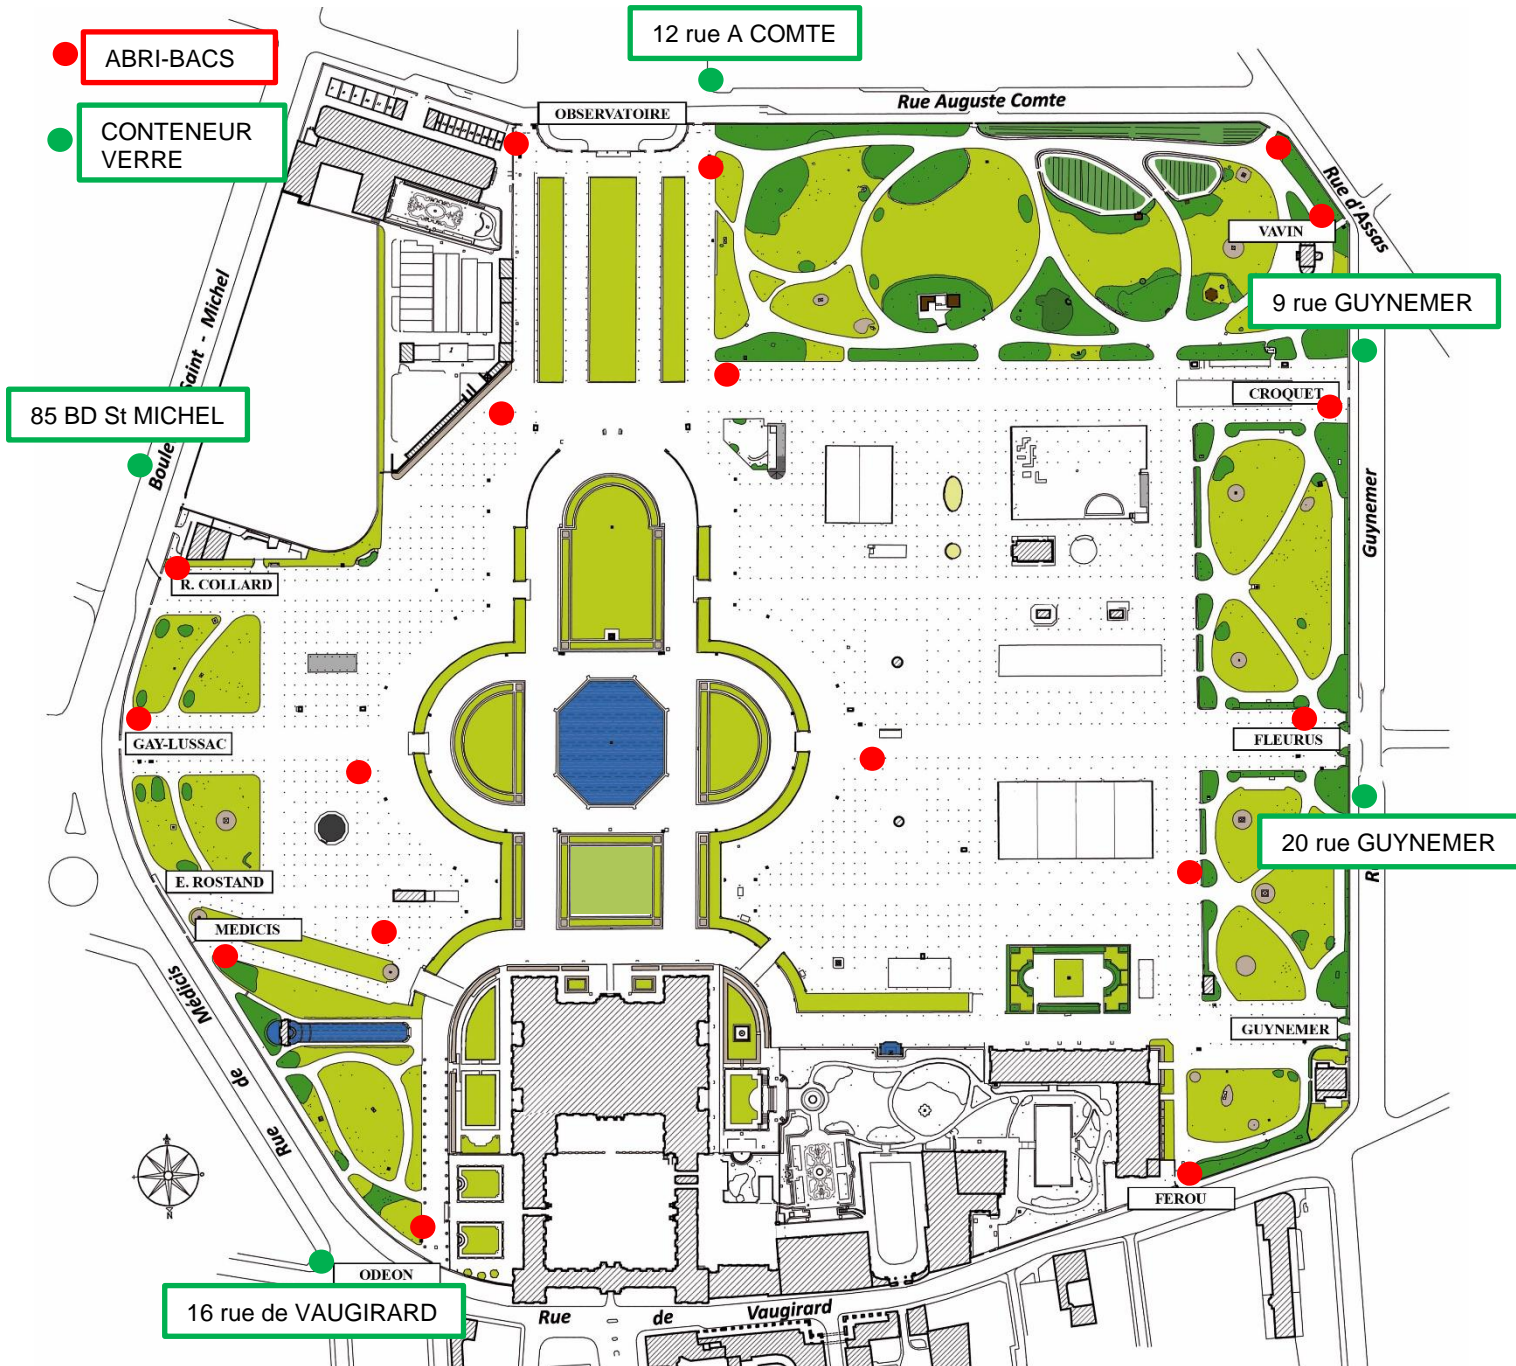 12 rue A COMTE
ABRI-BACS
CONTENEUR
VERRE
OBSERVATOIRE
Rue Auguste Comte
Rue d'Assas
VAVIN
9 rue GUYNEMER
Boule
Saint - Michel
85 BD St MICHEL
CROQUET
Guynemer
R. COLLARD
GAY-LUSSAC
FLEURUS
20 rue GUYNEMER
E. ROSTAND
MEDICIS
Rue de Médicis
GUYNEMER
FEROU
ODEON
16 rue de VAUGIRARD
Rue de Vaugirard